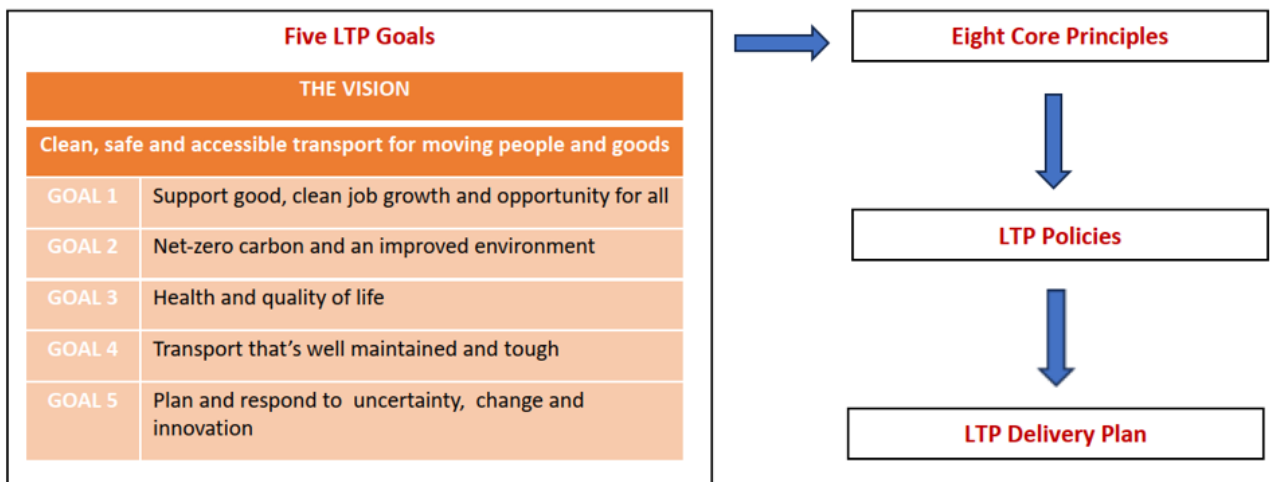 Five LTP Goals
THE VISION
Clean, safe and accessible transport for moving people and goods
GOAL 1 Support good, clean job growth and opportunity for all
GOAL 2 Net-zero carbon and an improved environment
GOAL 3 Health and quality of life
GOAL 4 Transport that's well maintained and tough
GOAL 5 Plan and respond to  uncertainty,  change and
innovation
Eight Core Principles
LTP Policies
LTP Delivery Plan